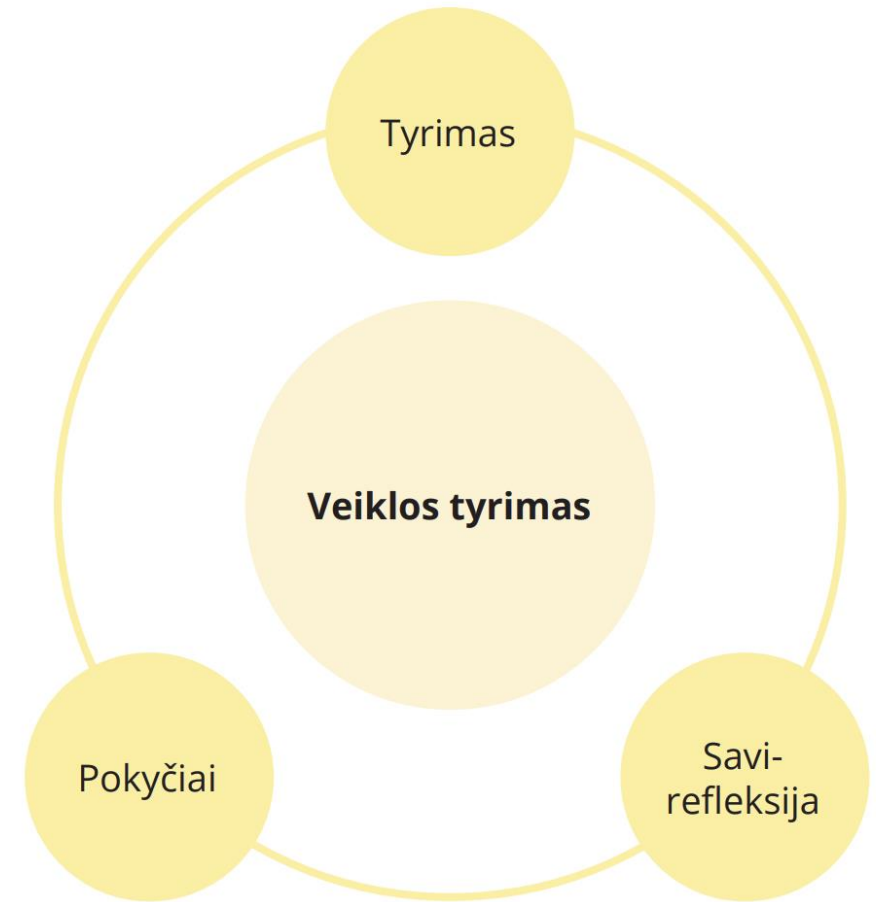 Tyrimas
Veiklos tyrimas
Pokyčiai
Savi-
refleksija